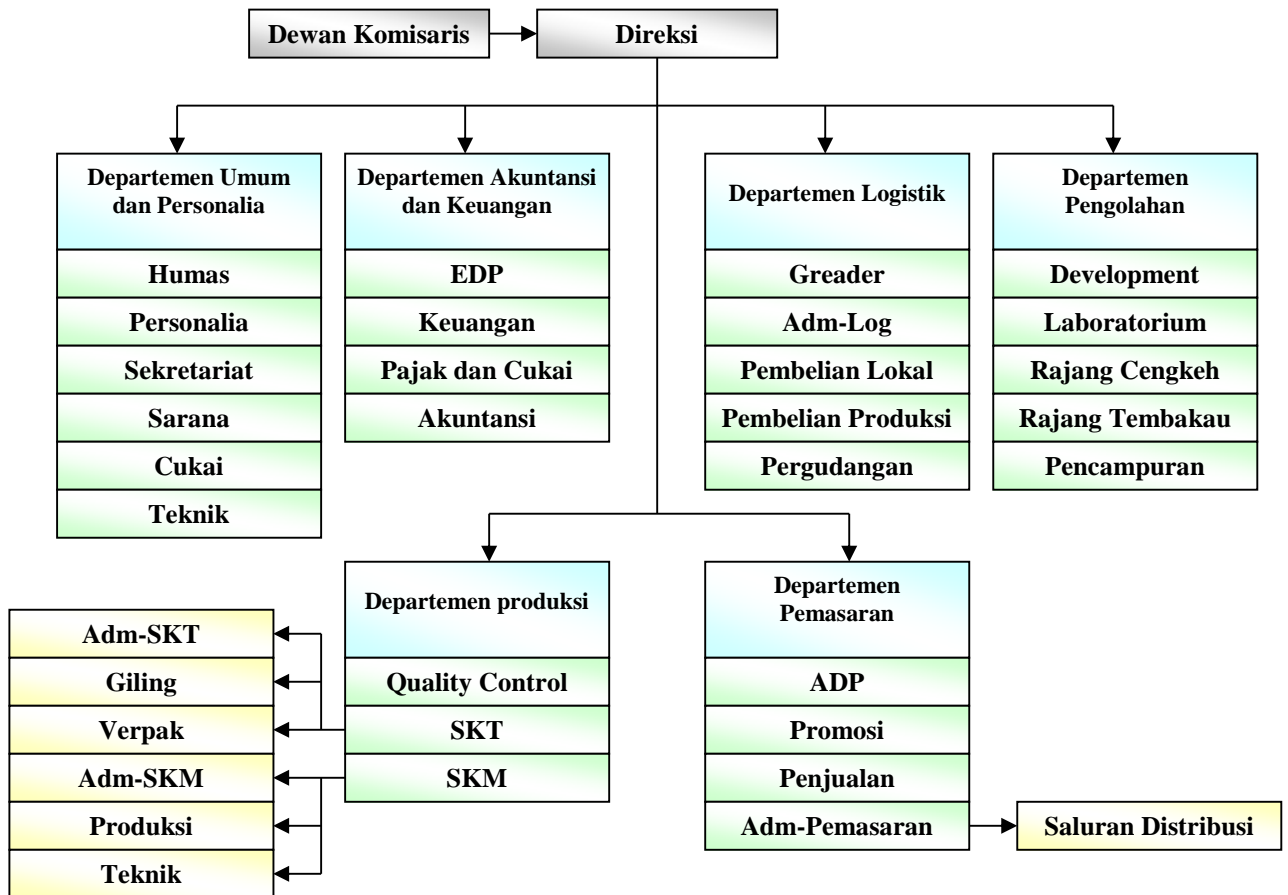 Dewan Komisaris
Direksi
Departemen Umum
dan Personalia
Humas
Personalia
Sekretariat
Sarana
Cukai
Teknik
Departemen Akuntansi
dan Keuangan
EDP
Keuangan
Pajak dan Cukai
Akuntansi
Departemen Logistik
Greader
Adm-Log
Pembelian Lokal
Pembelian Produksi
Pergudangan
Departemen
Pengolahan
Development
Laboratorium
Rajang Cengkeh
Rajang Tembakau
Pencampuran
Departemen produksi
Quality Control
SKT
SKM
Adm-SKT
Giling
Verpak
Adm-SKM
Produksi
Teknik
Departemen
Pemasaran
ADP
Promosi
Penjualan
Adm-Pemasaran
Saluran Distribusi